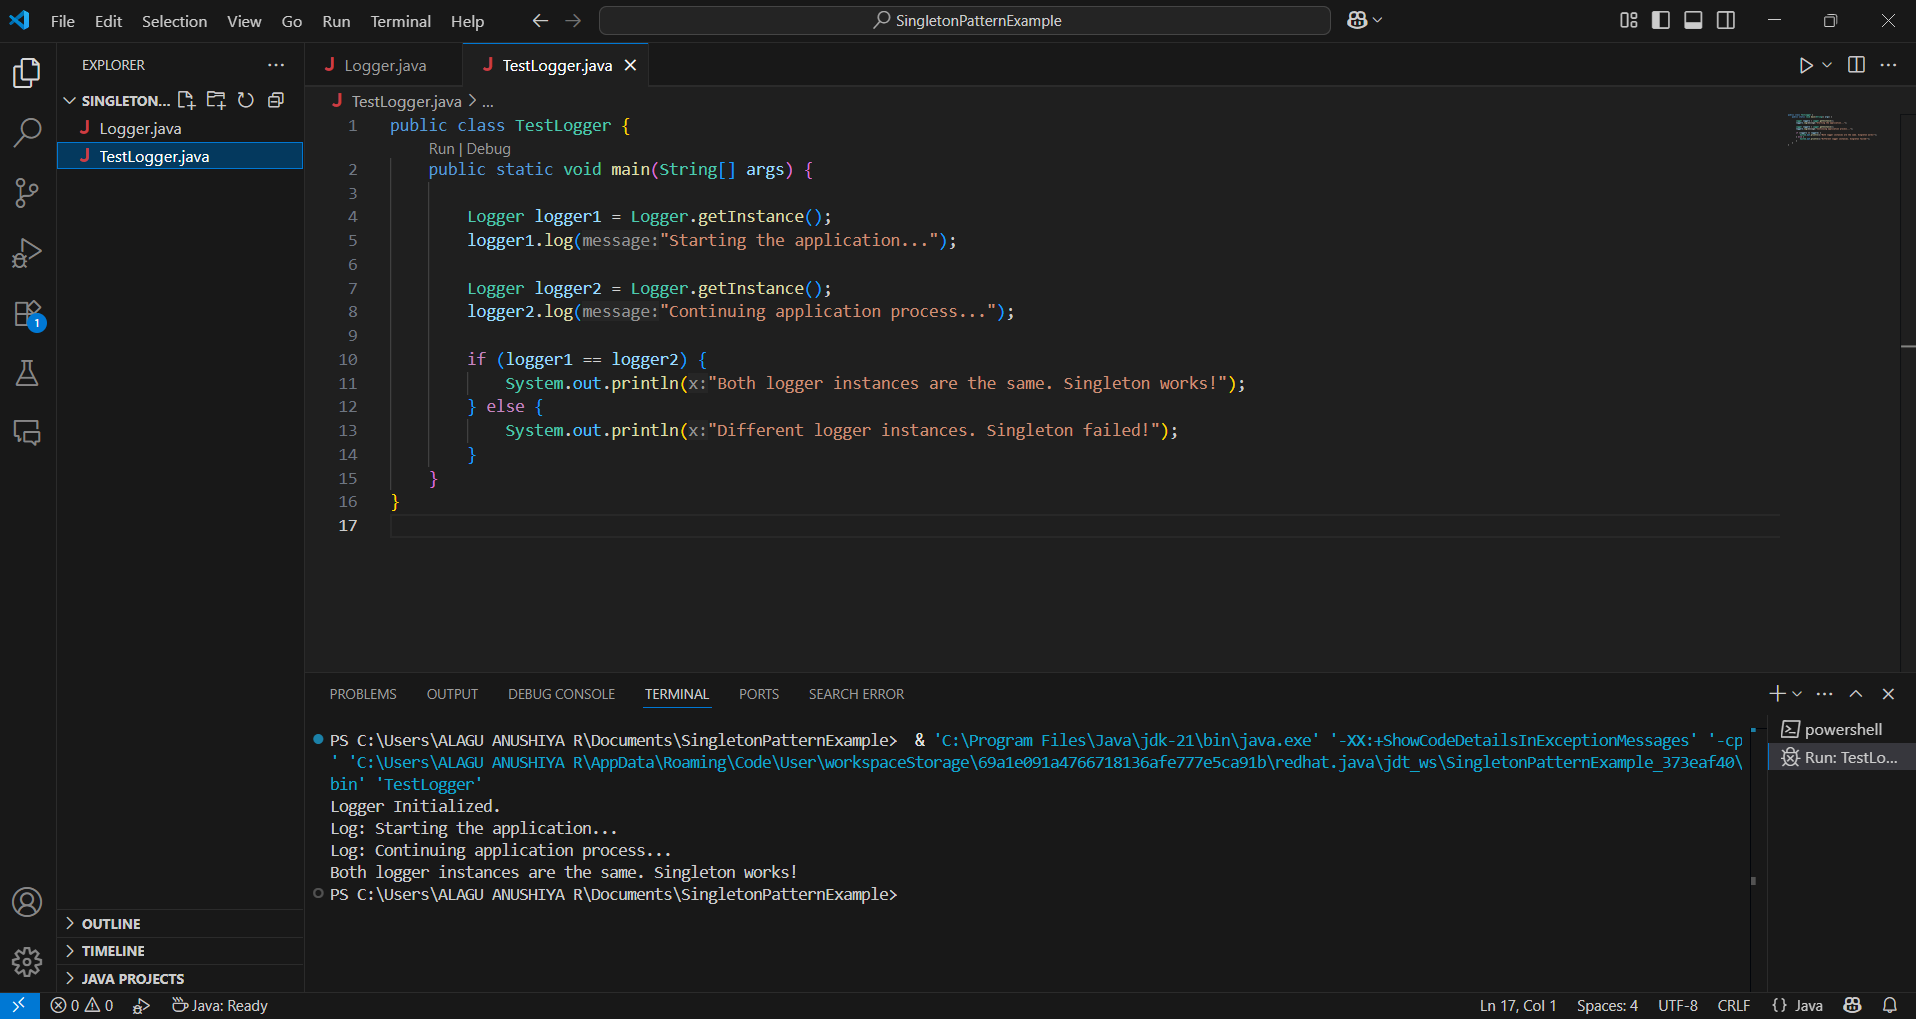 File Edit Selection View Go Run Terminal Help
SingletonPatternExample
EXPLORER
SINGLETON...
Logger.java
TestLogger.java
Logger.java
TestLogger.java
TestLogger.java > ...
1 public class TestLogger {
Run | Debug
2 public static void main(String[] args) {
3
4 Logger logger1 = Logger.getInstance();
5 logger1.log(message:"Starting the application...");
6
7 Logger logger2 = Logger.getInstance();
8 logger2.log(message:"Continuing application process...");
9
10 if (logger1 == logger2) {
11 System.out.println(x:"Both logger instances are the same. Singleton works!");
12 } else {
13 System.out.println(x:"Different logger instances. Singleton failed!");
14 }
15 }
16 }
17
1
PROBLEMS OUTPUT DEBUG CONSOLE TERMINAL PORTS SEARCH ERROR
PS C:\Users\ALAGU ANUSHIYA R\Documents\SingletonPatternExample> & 'C:\Program Files\Java\jdk-21\bin\java.exe' '-XX:+ShowCodeDetailsInExceptionMessages' '-cp
' 'C:\Users\ALAGU ANUSHIYA R\AppData\Roaming\Code\User\workspaceStorage\69a1e091a4766718136afe777e5ca91b\redhat.java\jdt_ws\SingletonPatternExample_373eaf40\
bin' 'TestLogger'
Logger Initialized.
Log: Starting the application...
Log: Continuing application process...
Both logger instances are the same. Singleton works!
PS C:\Users\ALAGU ANUSHIYA R\Documents\SingletonPatternExample>
powershell
Run: TestLo...
OUTLINE
TIMELINE
JAVA PROJECTS
0 0 Java: Ready
Ln 17, Col 1 Spaces: 4 UTF-8 CRLF {} Java